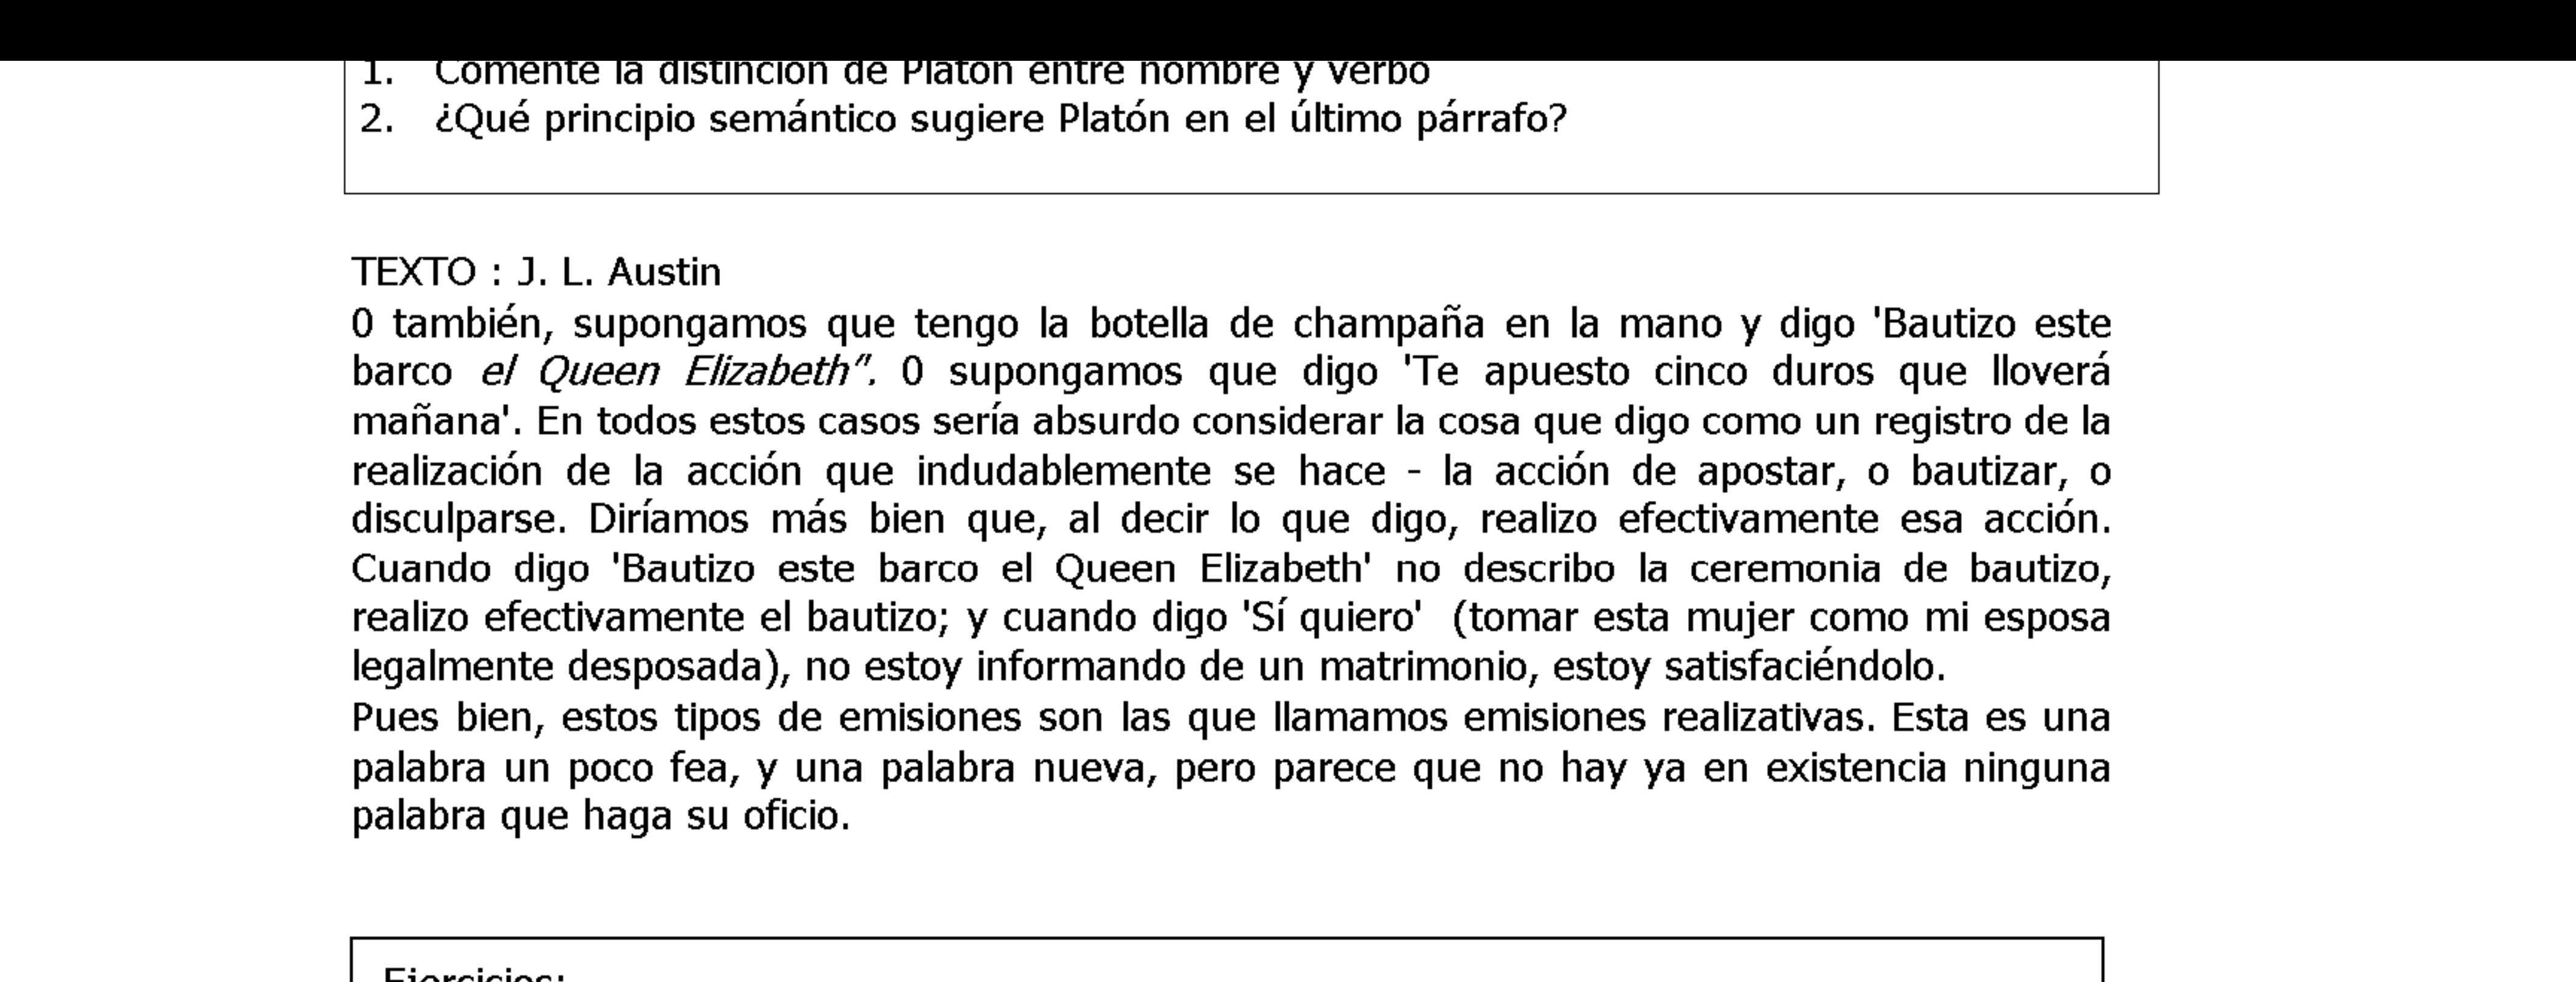 1. Comente la distinción de Platón entre nombre y verbo
2. ¿Qué principio semántico sugiere Platón en el último párrafo?
TEXTO : J. L. Austin
0 también, supongamos que tengo la botella de champaña en la mano y digo 'Bautizo este
barco el Queen Elizabeth". 0 supongamos que digo 'Te apuesto cinco duros que lloverá
mañana'. En todos estos casos sería absurdo considerar la cosa que digo como un registro de la
realización de la acción que indudablemente se hace - la acción de apostar, o bautizar, o
disculparse. Diríamos más bien que, al decir lo que digo, realizo efectivamente esa acción.
Cuando digo 'Bautizo este barco el Queen Elizabeth' no describo la ceremonia de bautizo,
realizo efectivamente el bautizo; y cuando digo 'Sí quiero' (tomar esta mujer como mi esposa
legalmente desposada), no estoy informando de un matrimonio, estoy satisfaciéndolo.
Pues bien, estos tipos de emisiones son las que llamamos emisiones realizativas. Esta es una
palabra un poco fea, y una palabra nueva, pero parece que no hay ya en existencia ninguna
palabra que haga su oficio.
Ejercicios: